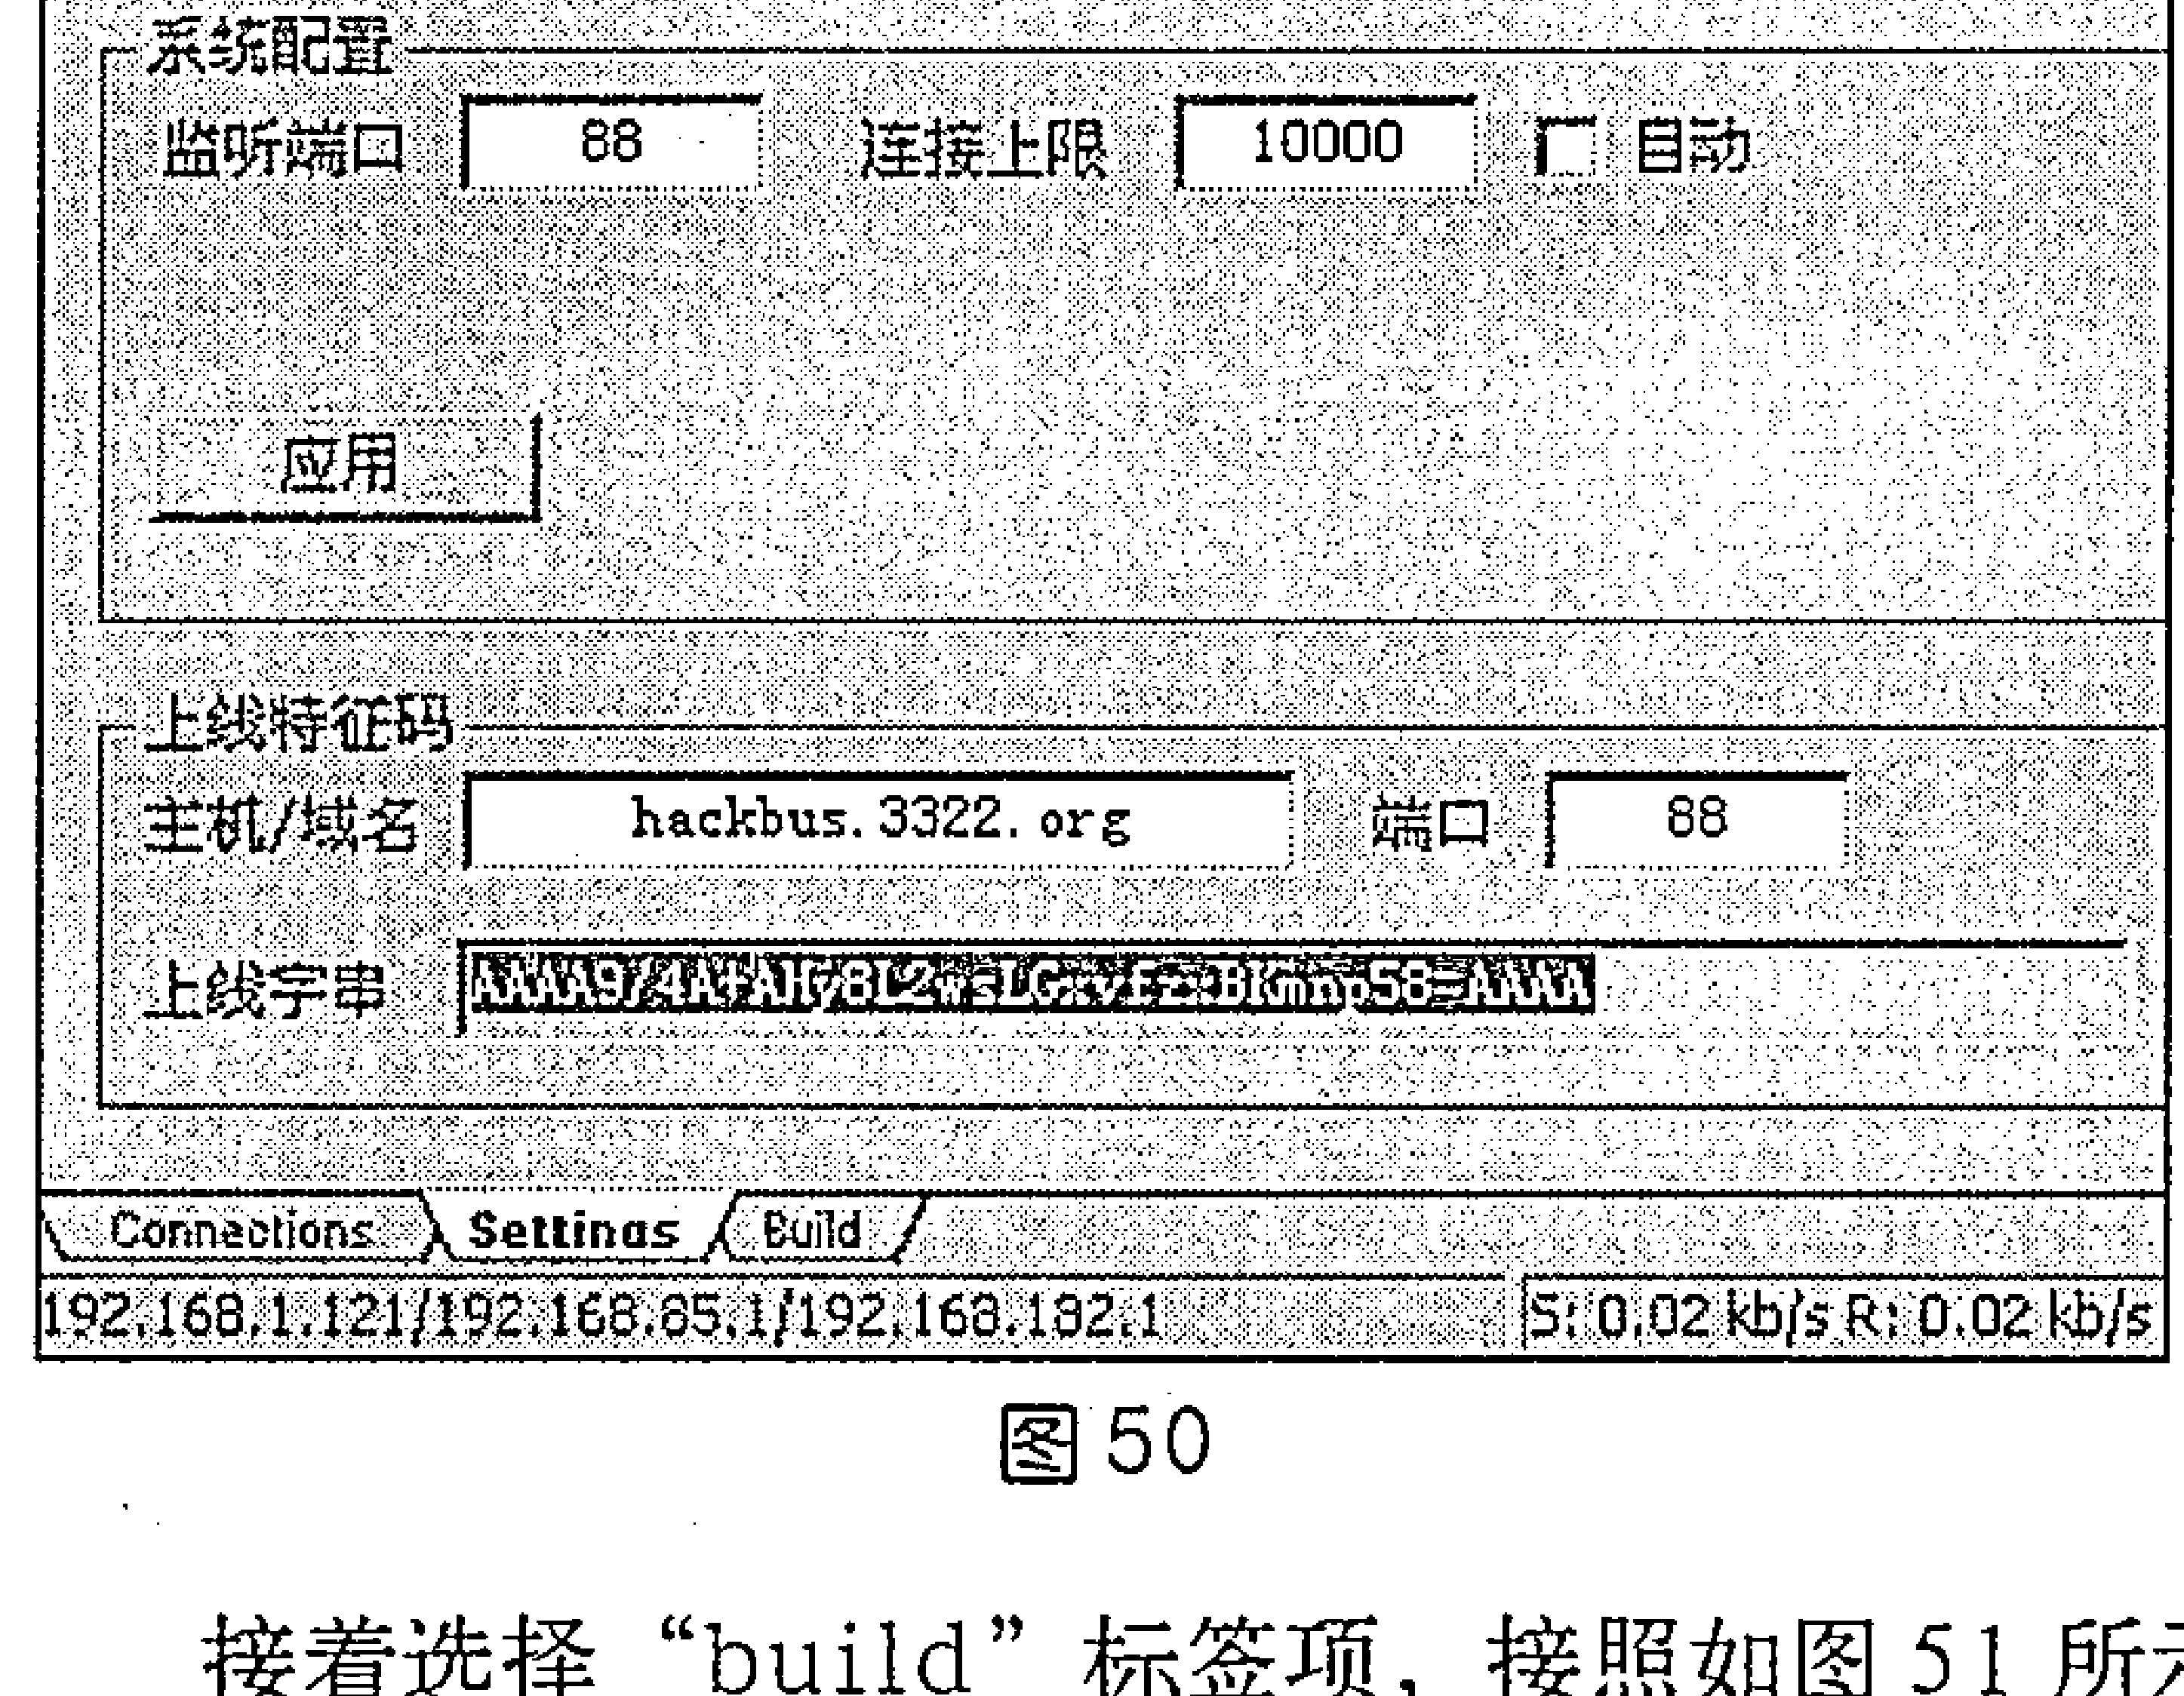 系统配置
监听端口 88 连接上限 10000 自动
应用
上线特征码
主机/域名 hackbus.3322.org 端口 88
上线字串
Connections Settings Build
192.168.1.121/192.168.85.1/192.168.182.1 S: 0.02 kb/s R: 0.02 kb/s
图 50
接着选择“build”标签项，接照如图 51 所示